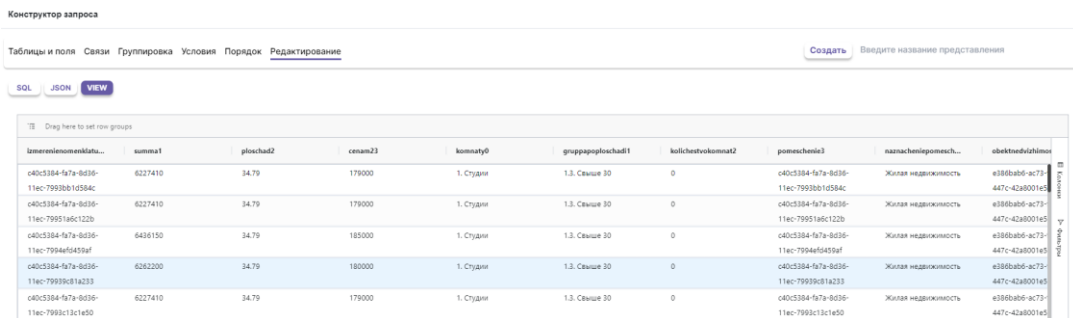 Конструктор запроса
Таблицы и поля Связи Группировка Условия Порядок Редактирование Создать Введите название представления
SQL JSON VIEW
Drag here to set row groups
izmerenienomenklatu... summa1 ploschad2 cenam23 komnaty0 gruppapoploschadi1 kolichestvokomnat2 pomeschenie3 naznacheniepomesch... obektnedvizhimos
c40c5384-fa7a-8d36- 6227410 34.79 179000 1. Студии 1.3. Свыше 30 0 c40c5384-fa7a-8d36- Жилая недвижимость e386bab6-ac73-
11ec-7993bb1d584c 11ec-7993bb1d584c 447c-42a8001e5
c40c5384-fa7a-8d36- 6227410 34.79 179000 1. Студии 1.3. Свыше 30 0 c40c5384-fa7a-8d36- Жилая недвижимость e386bab6-ac73-
11ec-79951a6c122b 11ec-79951a6c122b 447c-42a8001e5
c40c5384-fa7a-8d36- 6436150 34.79 185000 1. Студии 1.3. Свыше 30 0 c40c5384-fa7a-8d36- Жилая недвижимость e386bab6-ac73-
11ec-7994efd459af 11ec-7994efd459af 447c-42a8001e5
c40c5384-fa7a-8d36- 6262200 34.79 180000 1. Студии 1.3. Свыше 30 0 c40c5384-fa7a-8d36- Жилая недвижимость e386bab6-ac73-
11ec-79939c81a233 11ec-79939c81a233 447c-42a8001e5
c40c5384-fa7a-8d36- 6227410 34.79 179000 1. Студии 1.3. Свыше 30 0 c40c5384-fa7a-8d36- Жилая недвижимость e386bab6-ac73-
11ec-7993c13c1e50 11ec-7993c13c1e50 447c-42a8001e5
Колонки
Фильтры